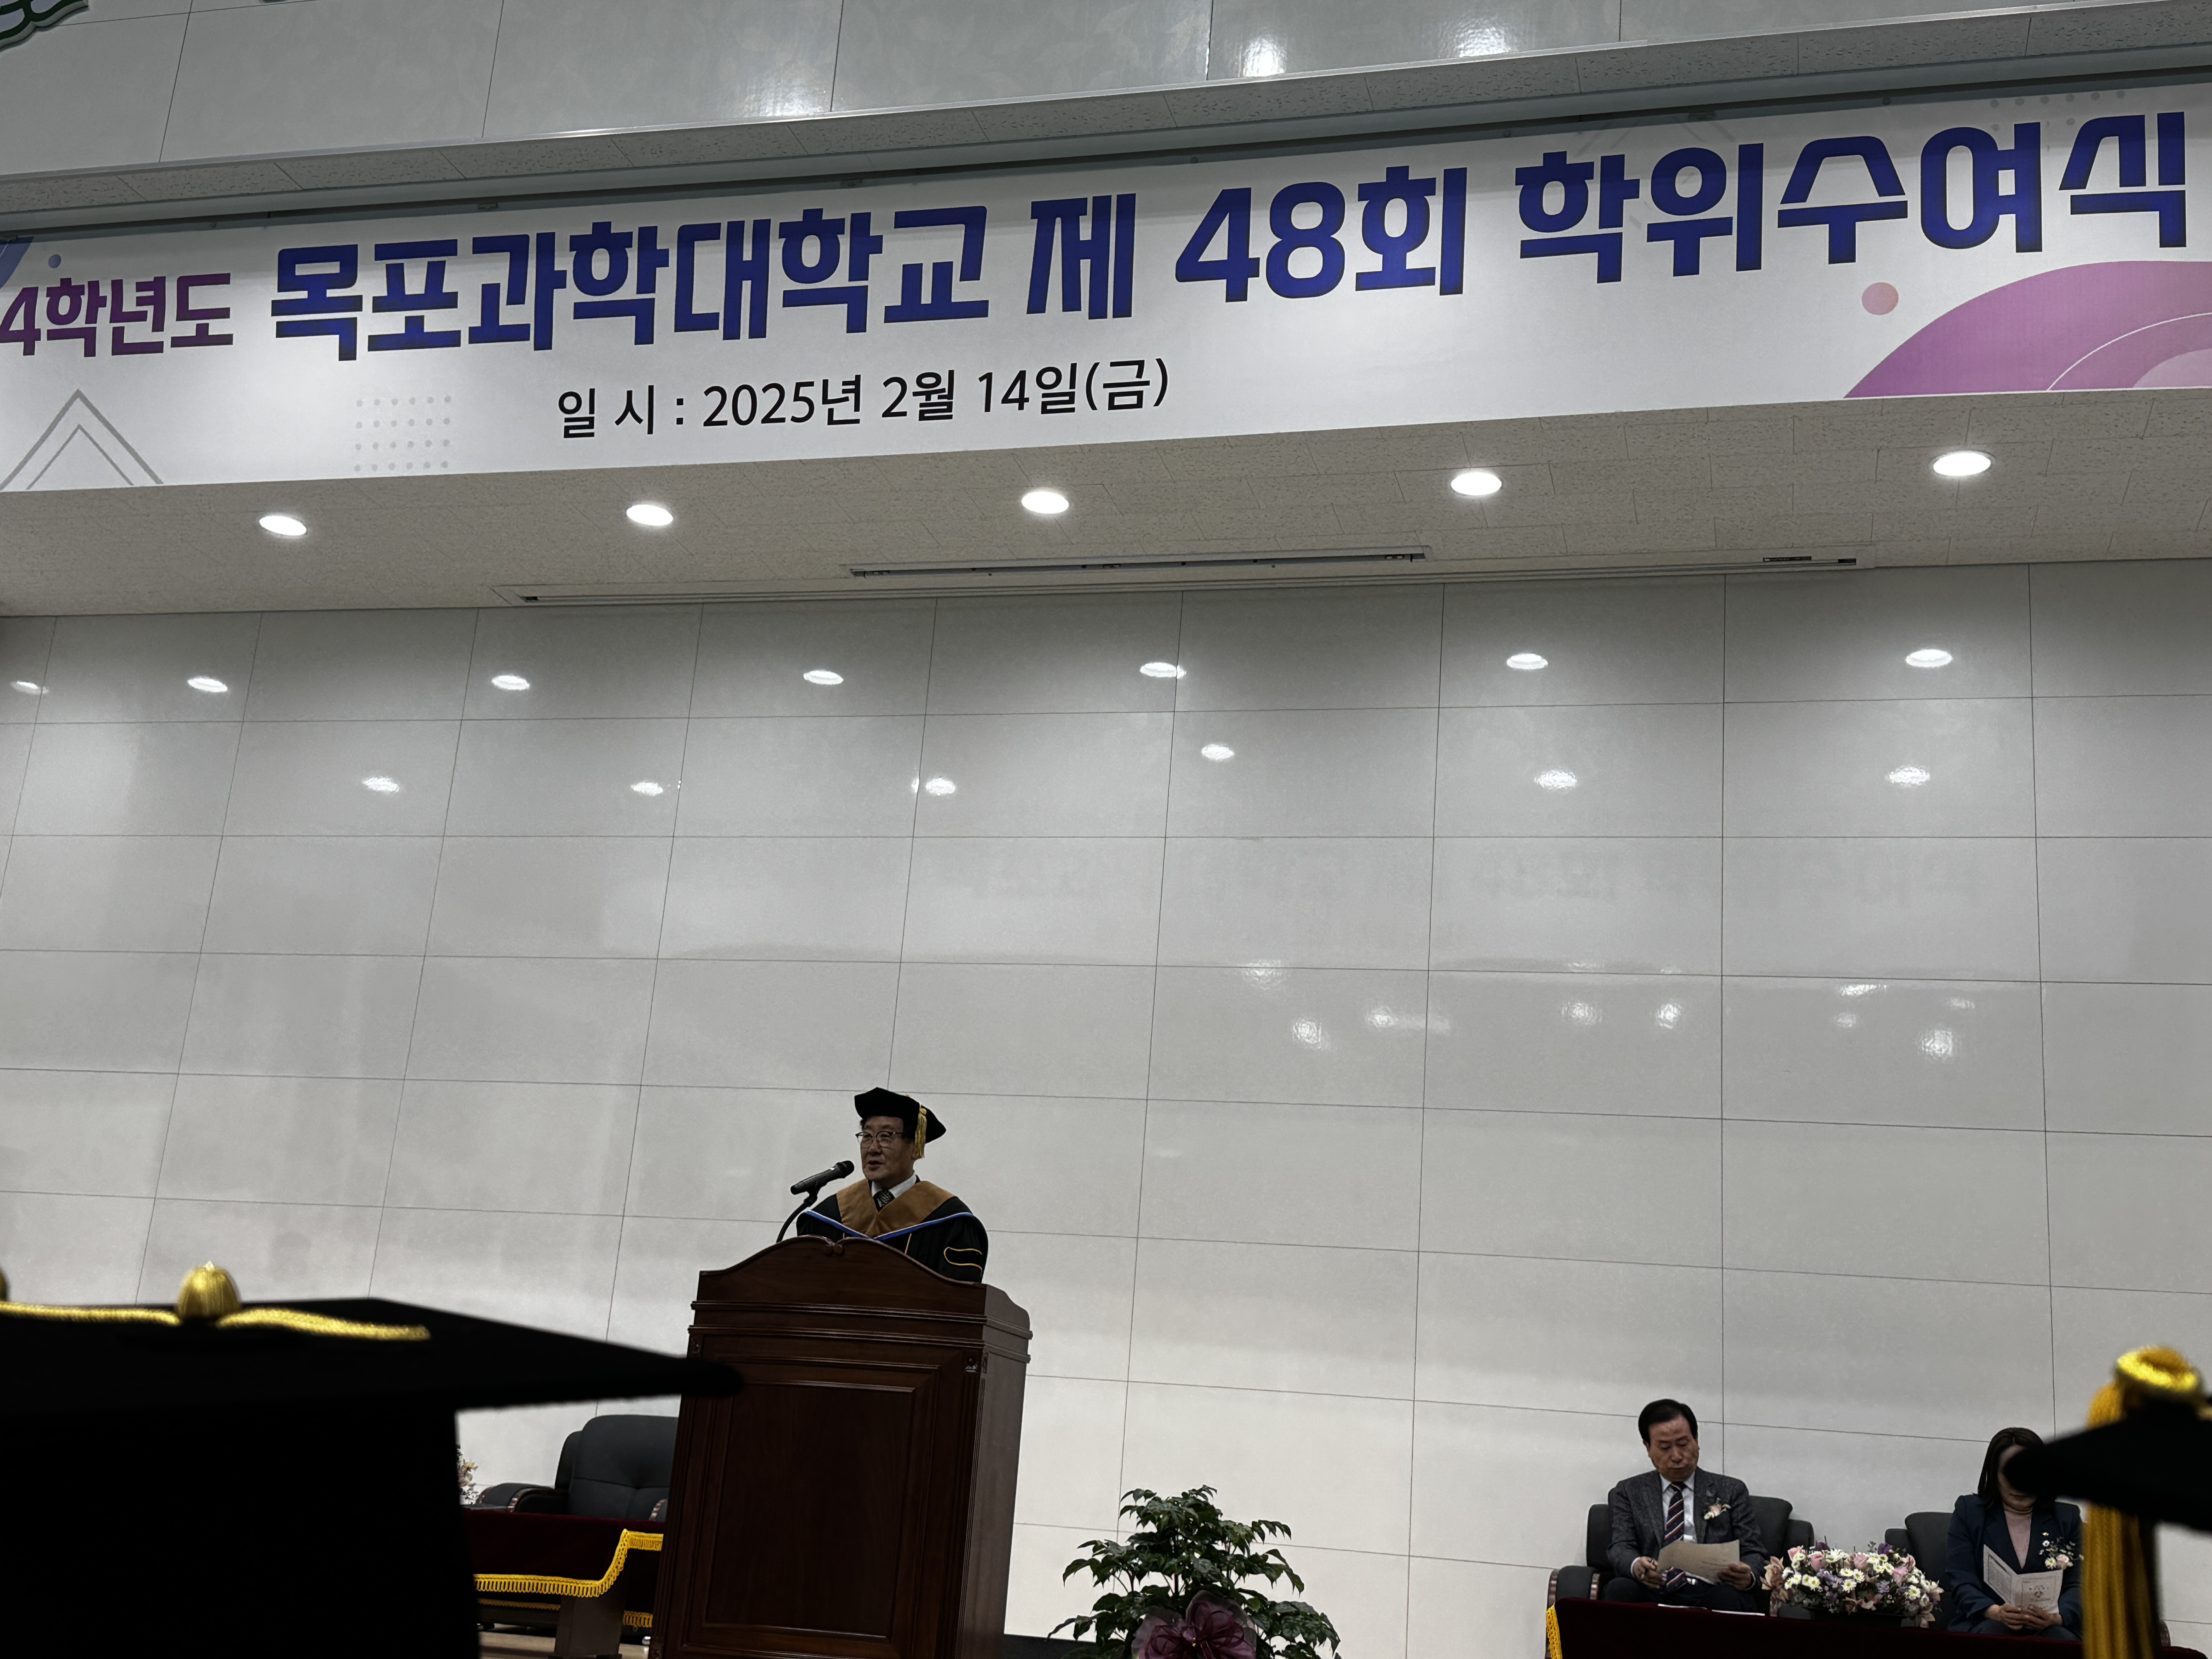 4학년도 목포과학대학교 제 48회 학위수여식
일 시 : 2025년 2월 14일(금)